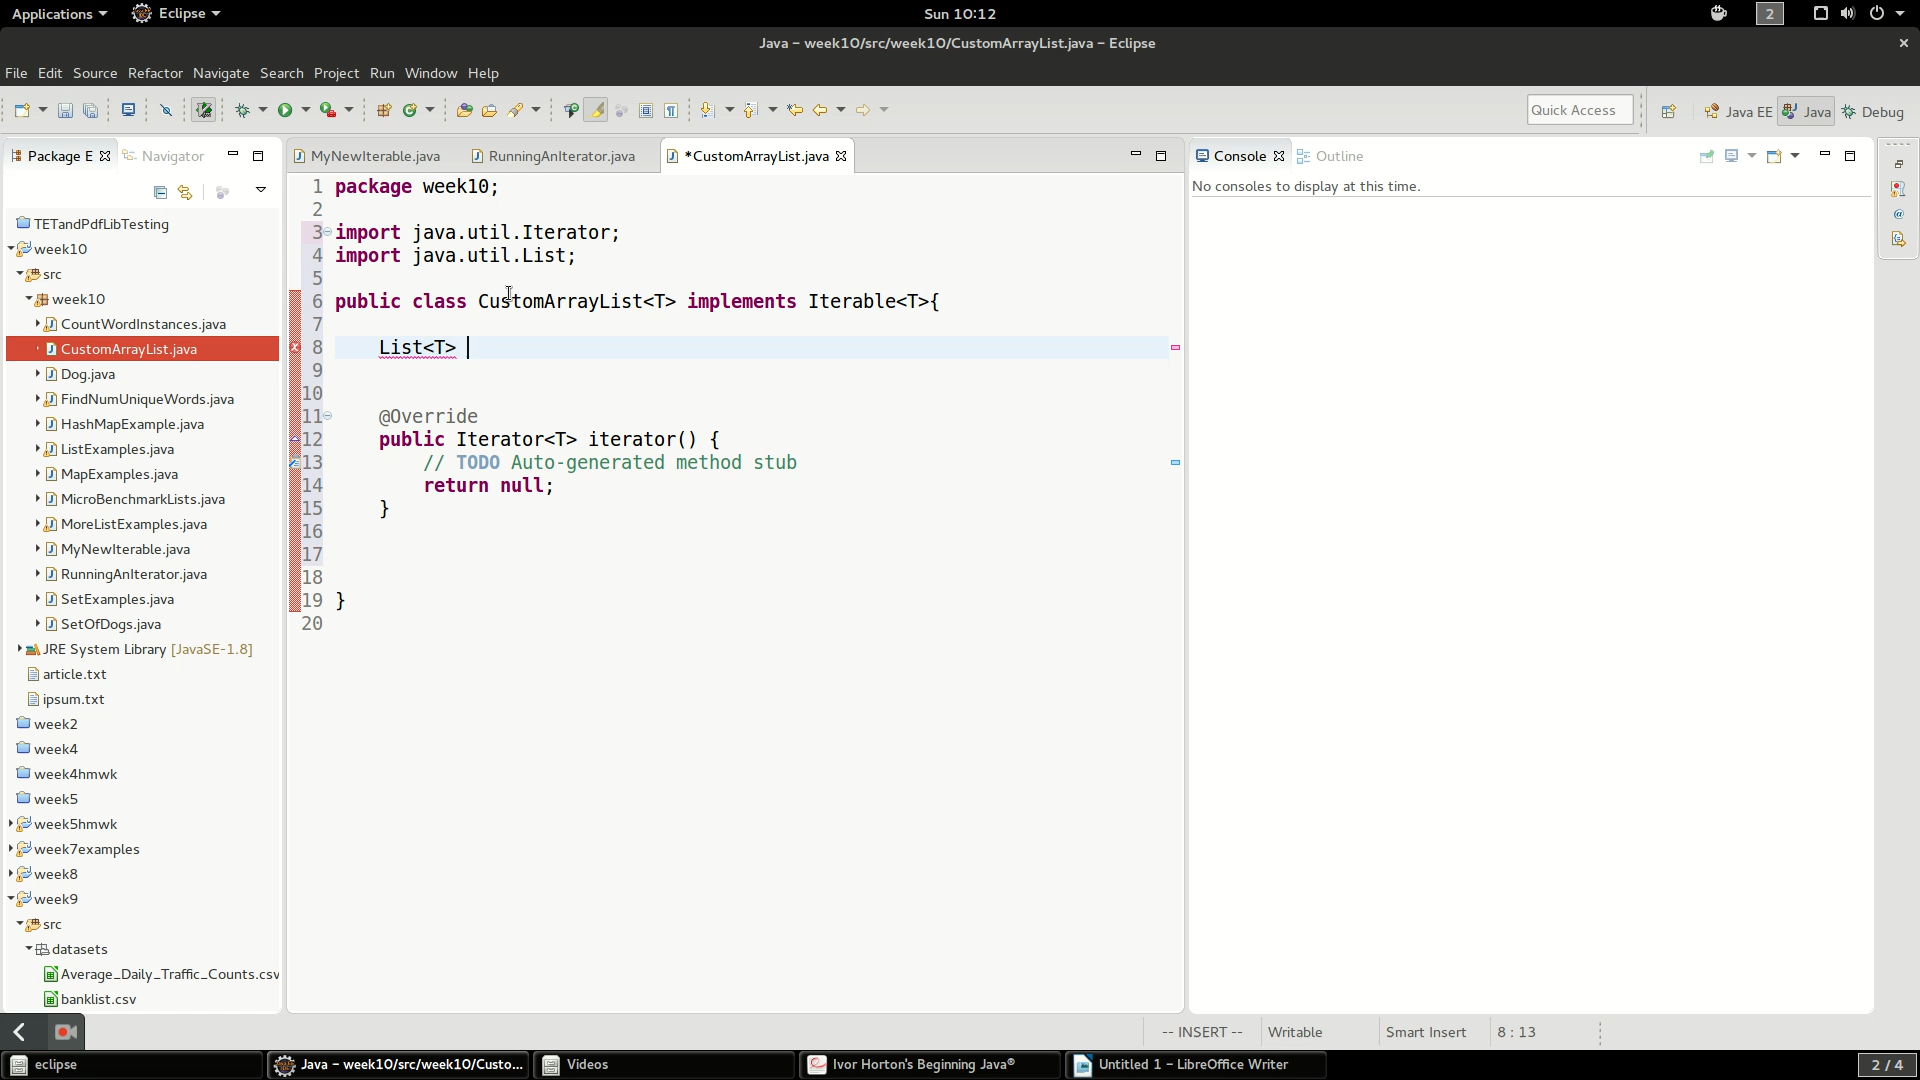 Applications Eclipse Sun 10:12 2
Java – week10/src/week10/CustomArrayList.java – Eclipse
File Edit Source Refactor Navigate Search Project Run Window Help
Quick Access Java EE Java Debug
Package E Navigator
MyNewIterable.java RunningAnIterator.java *CustomArrayList.java
Console Outline
No consoles to display at this time.
TETandPdfLibTesting
week10
src
week10
CountWordInstances.java
CustomArrayList.java
Dog.java
FindNumUniqueWords.java
HashMapExample.java
ListExamples.java
MapExamples.java
MicroBenchmarkLists.java
MoreListExamples.java
MyNewIterable.java
RunningAnIterator.java
SetExamples.java
SetOfDogs.java
JRE System Library [JavaSE-1.8]
article.txt
ipsum.txt
week2
week4
week4hmwk
week5
week5hmwk
week7examples
week8
week9
src
datasets
Average_Daily_Traffic_Counts.csv
banklist.csv
1 package week10;
2
3 import java.util.Iterator;
4 import java.util.List;
5
6 public class CustomArrayList<T> implements Iterable<T>{
7
8 List<T>
9
10
11 @Override
12 public Iterator<T> iterator() {
13 // TODO Auto-generated method stub
14 return null;
15 }
16
17
18
19 }
20
-- INSERT -- Writable Smart Insert 8 : 13
eclipse Java – week10/src/week10/Custo... Videos Ivor Horton's Beginning Java® Untitled 1 – LibreOffice Writer 2 / 4